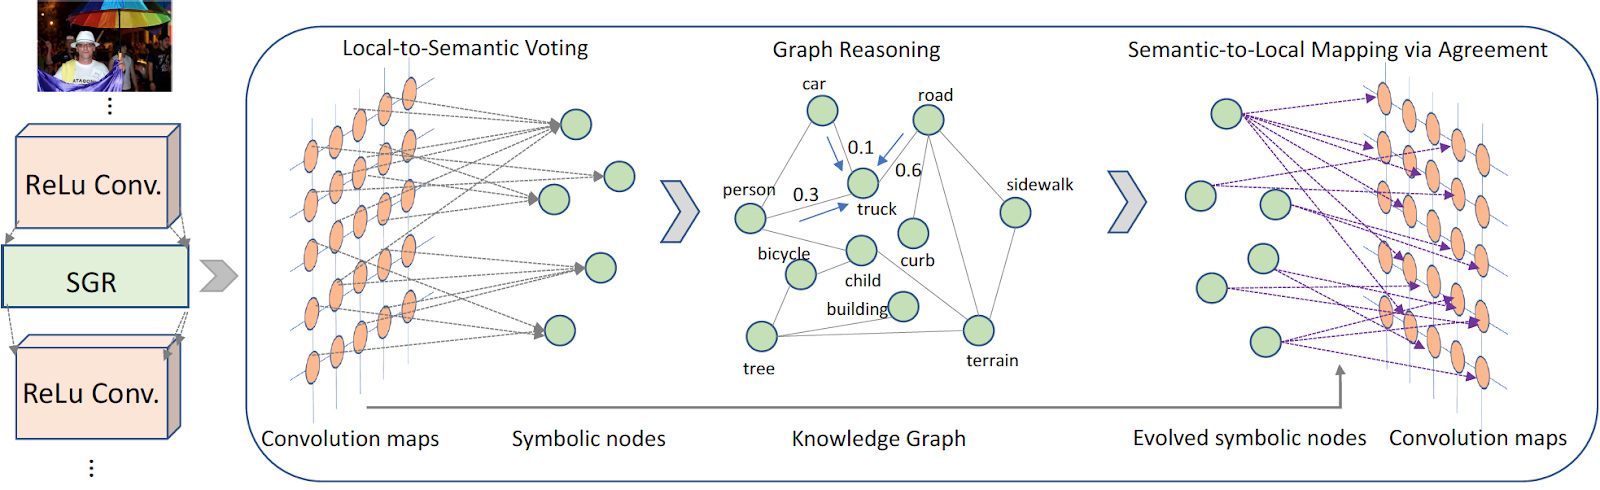 ReLu Conv.
SGR
ReLu Conv.
Local-to-Semantic Voting
Convolution maps
Symbolic nodes
Graph Reasoning
car
road
0.1
0.6
person
0.3
truck
sidewalk
bicycle
child
curb
building
tree
terrain
Knowledge Graph
Semantic-to-Local Mapping via Agreement
Evolved symbolic nodes
Convolution maps